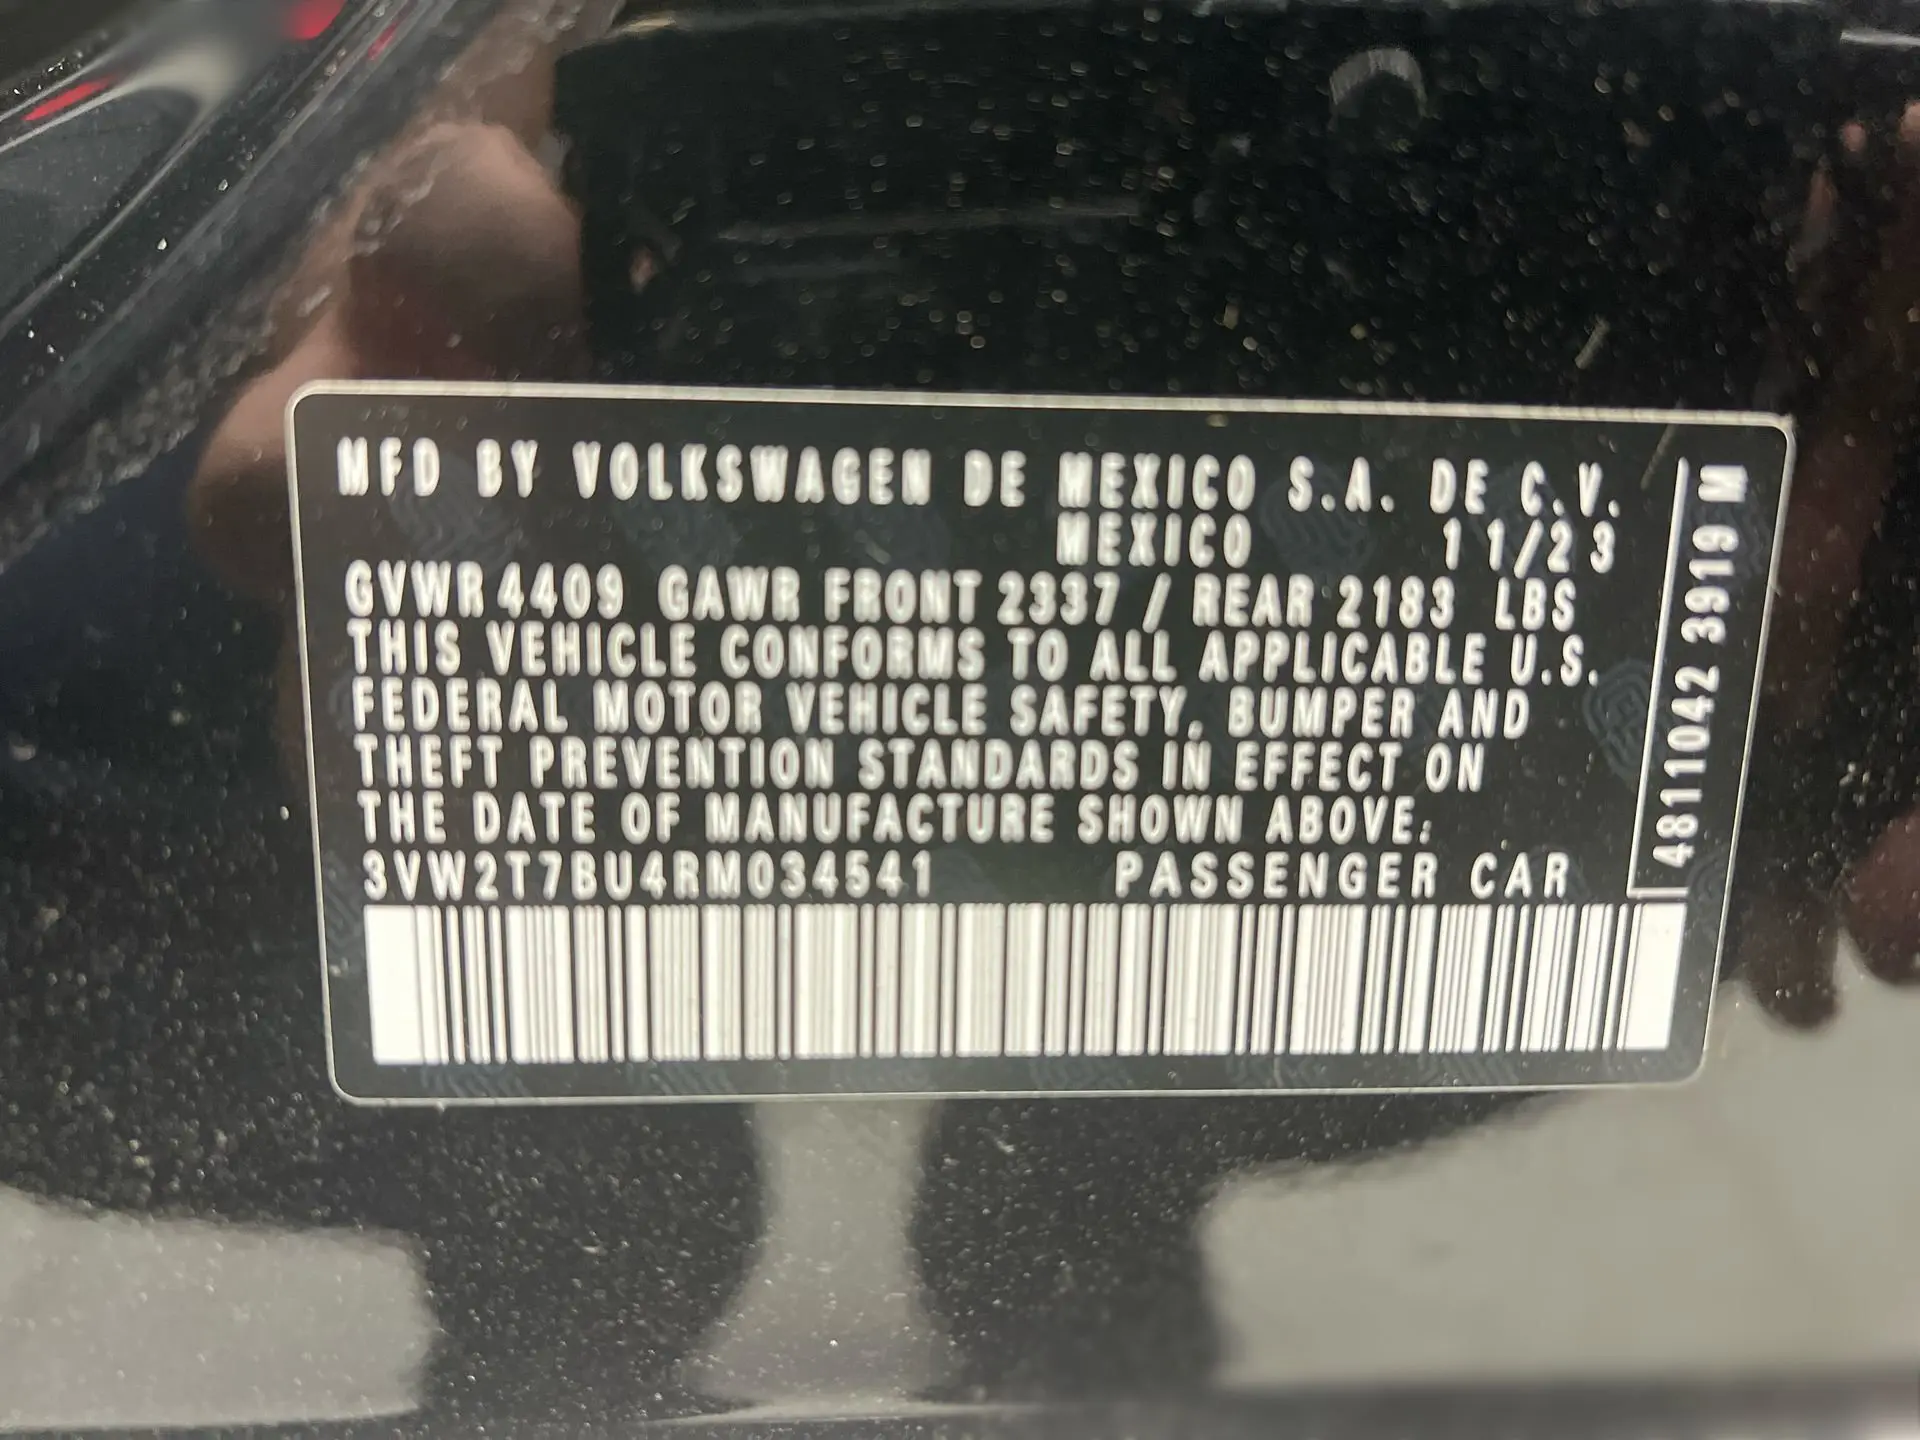 MFD BY VOLKSWAGEN DE MEXICO S.A. DE C.V.
MEXICO 11/23
GVWR 4409 GAWR FRONT 2337 / REAR 2183 LBS
THIS VEHICLE CONFORMS TO ALL APPLICABLE U.S.
FEDERAL MOTOR VEHICLE SAFETY, BUMPER AND
THEFT PREVENTION STANDARDS IN EFFECT ON
THE DATE OF MANUFACTURE SHOWN ABOVE:
3VW2T7BU4RM034541 PASSENGER CAR
4811042 3919 M